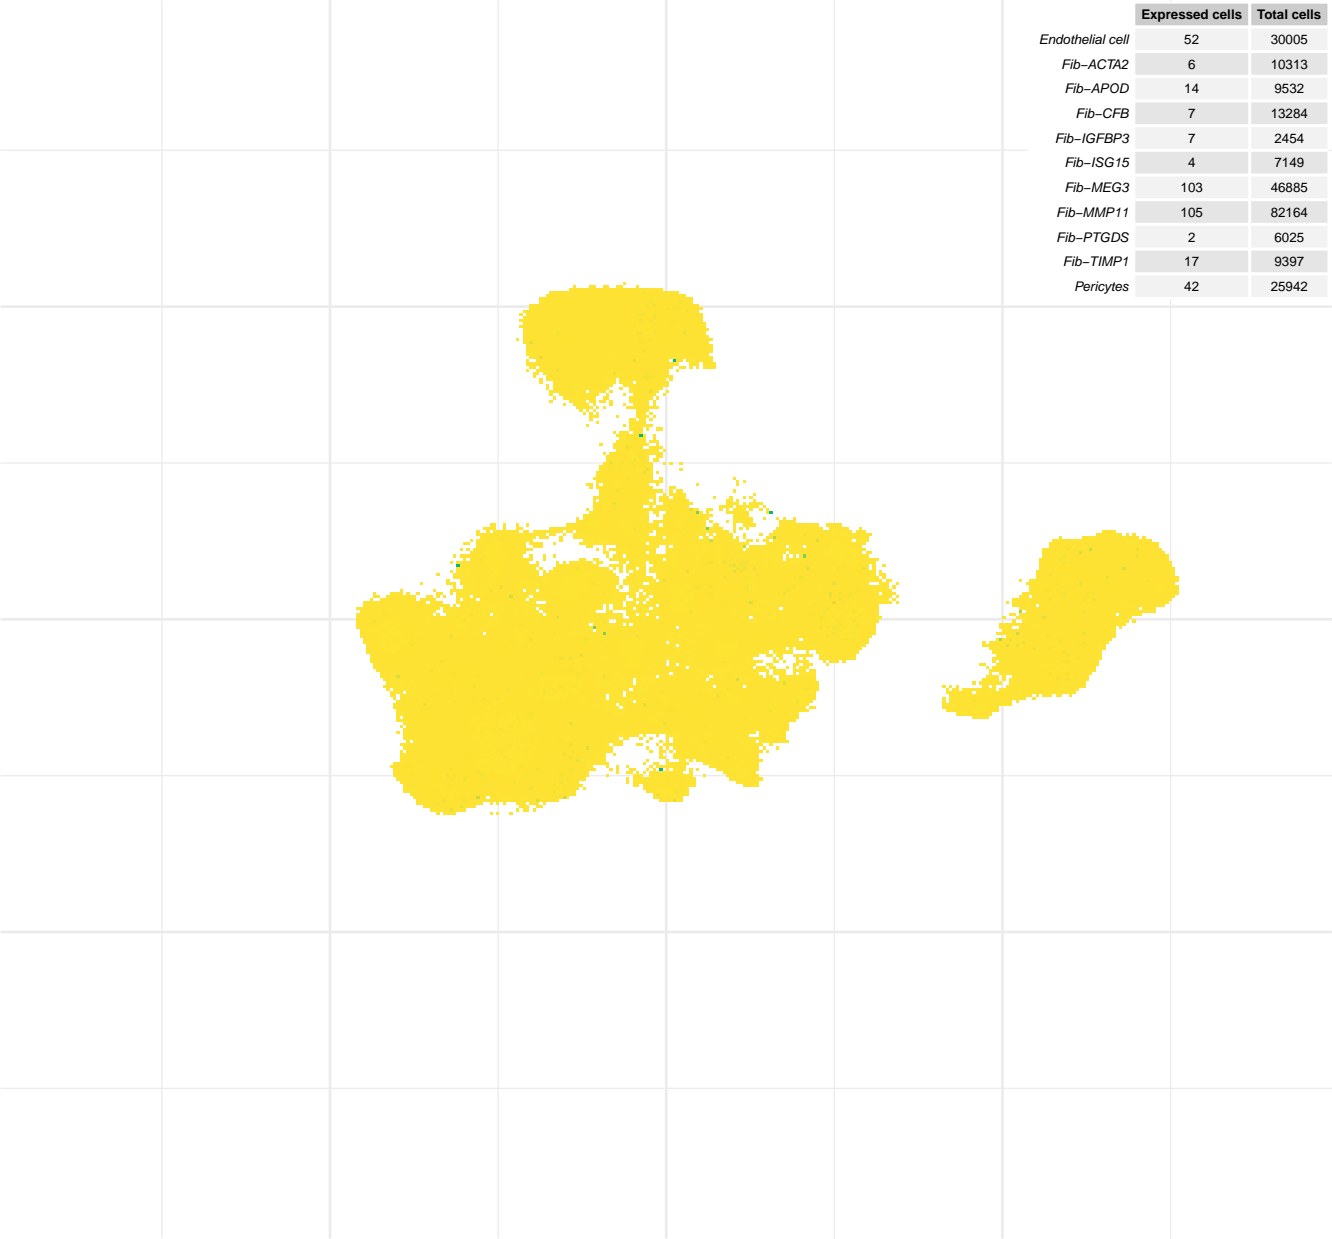 Expressed cells Total cells
Endothelial cell 52 30005
Fib−ACTA2 6 10313
Fib−APOD 14 9532
Fib−CFB 7 13284
Fib−IGFBP3 7 2454
Fib−ISG15 4 7149
Fib−MEG3 103 46885
Fib−MMP11 105 82164
Fib−PTGDS 2 6025
Fib−TIMP1 17 9397
Pericytes 42 25942